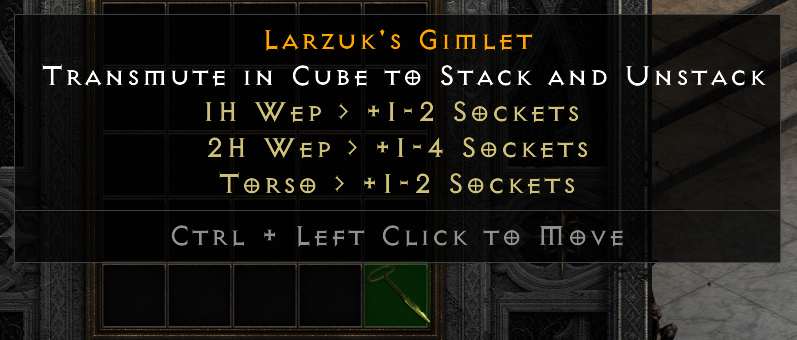 Larzuk's Gimlet
Transmute in Cube to Stack and Unstack
1H Wep > +1-2 Sockets
2H Wep > +1-4 Sockets
Torso > +1-2 Sockets
Ctrl + Left Click to Move